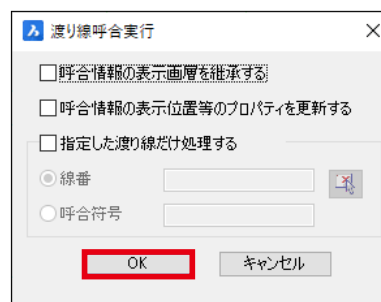 渡り線呼合実行
呼合情報の表示画層を継承する
呼合情報の表示位置等のプロパティを更新する
指定した渡り線だけ処理する
線番
呼合符号
OK キャンセル